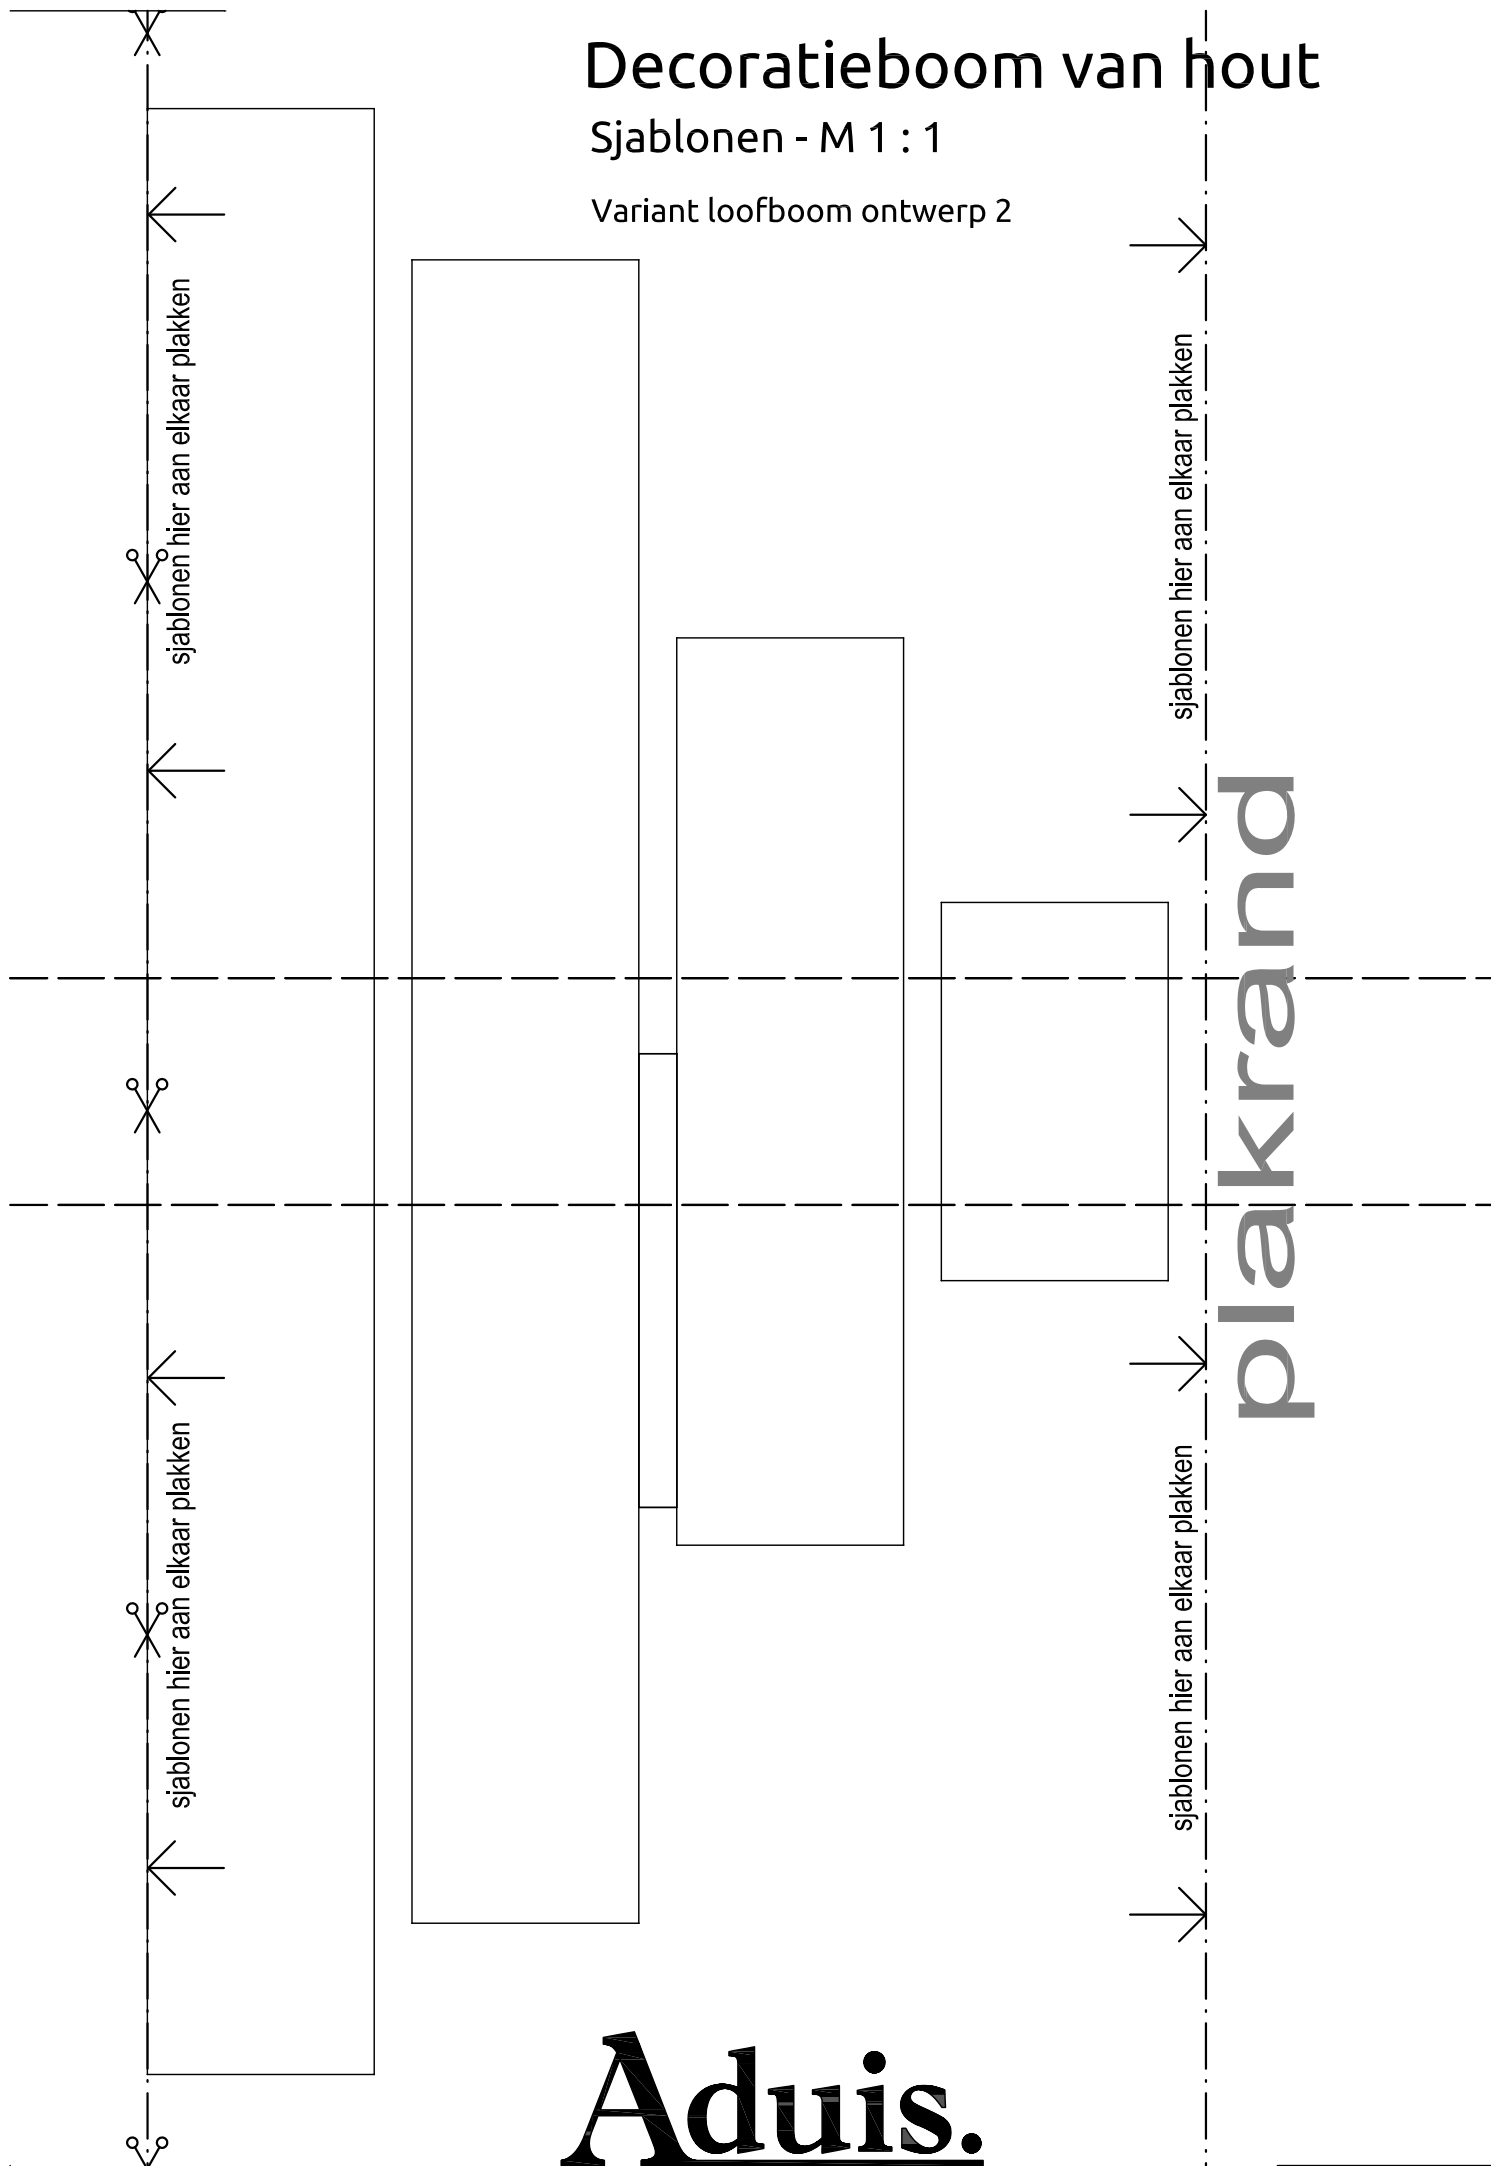 Decoratieboom van hout
Sjablonen - M 1 : 1
Variant loofboom ontwerp 2
sjablonen hier aan elkaar plakken
sjablonen hier aan elkaar plakken
plakrand
sjablonen hier aan elkaar plakken
sjablonen hier aan elkaar plakken
Aduis.